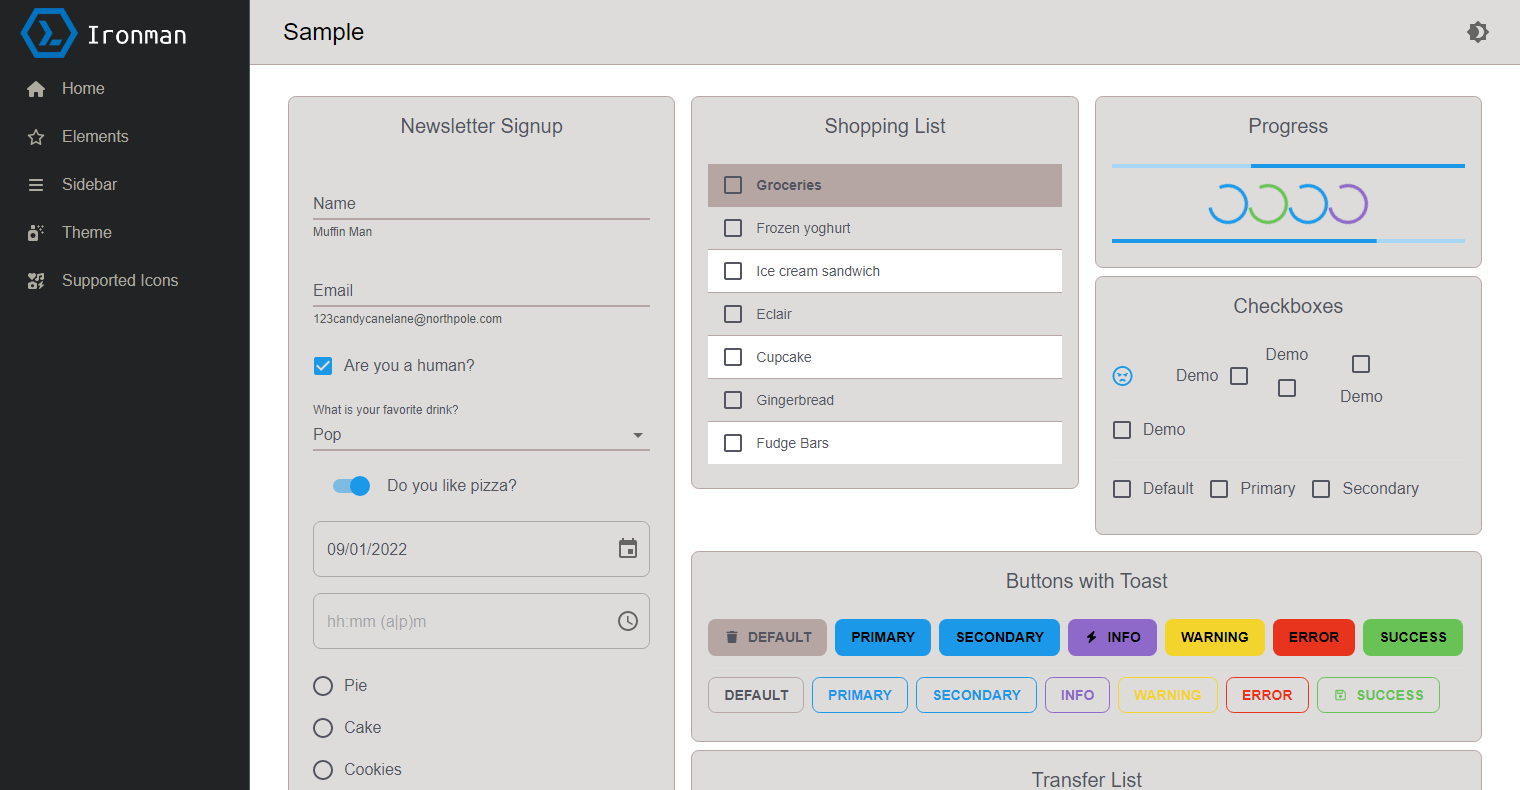 Ironman
Home
Elements
Sidebar
Theme
Supported Icons
Sample
Newsletter Signup
Name
Muffin Man
Email
123candycanelane@northpole.com
Are you a human?
What is your favorite drink?
Pop
Do you like pizza?
09/01/2022
hh:mm (a|p)m
Pie
Cake
Cookies
Shopping List
Groceries
Frozen yoghurt
Ice cream sandwich
Eclair
Cupcake
Gingerbread
Fudge Bars
Progress
Checkboxes
Demo
Demo
Demo
Demo
Default Primary Secondary
Buttons with Toast
DEFAULT PRIMARY SECONDARY INFO WARNING ERROR SUCCESS
DEFAULT PRIMARY SECONDARY INFO WARNING ERROR SUCCESS
Transfer List